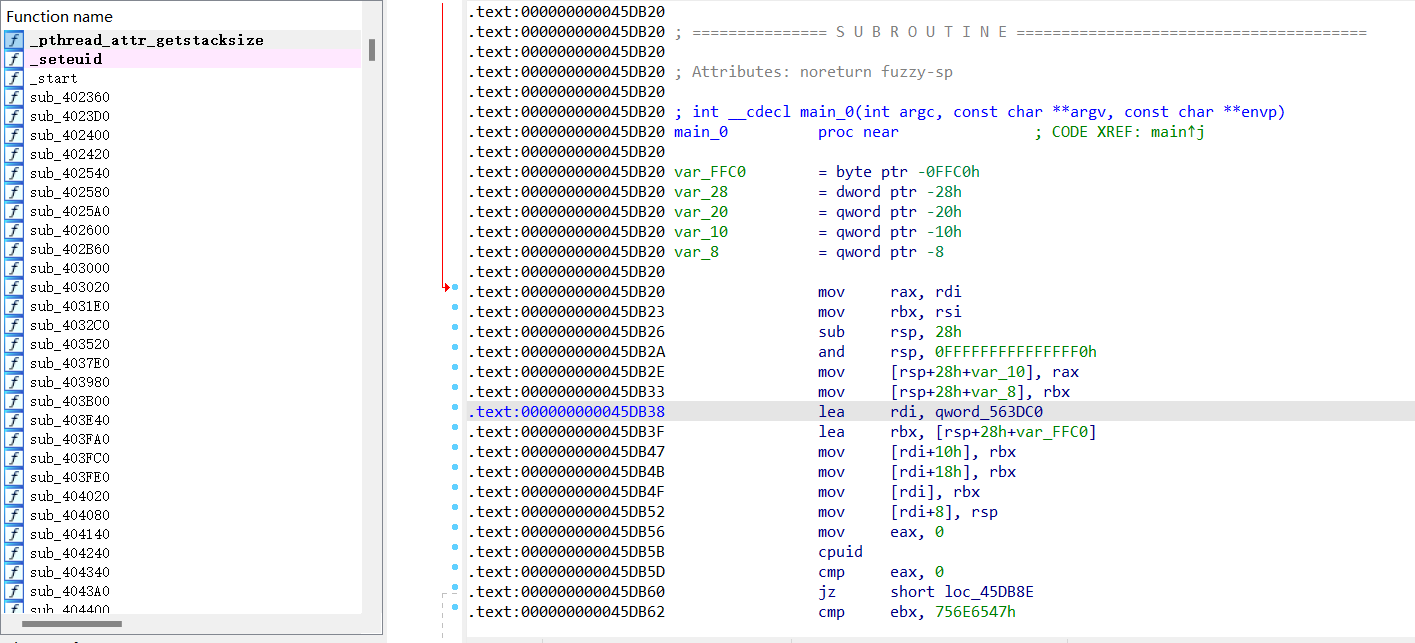 Function name
f _pthread_attr_getstacksize
f _seteuid
f _start
f sub_402360
f sub_4023D0
f sub_402400
f sub_402420
f sub_402540
f sub_402580
f sub_4025A0
f sub_402600
f sub_402B60
f sub_403000
f sub_403020
f sub_4031E0
f sub_4032C0
f sub_403520
f sub_4037E0
f sub_403980
f sub_403B00
f sub_403E40
f sub_403FA0
f sub_403FC0
f sub_403FE0
f sub_404020
f sub_404080
f sub_404140
f sub_404240
f sub_404340
f sub_4043A0
f sub_404400
.text:000000000045DB20
.text:000000000045DB20 ; =============== S U B R O U T I N E =======================================
.text:000000000045DB20
.text:000000000045DB20 ; Attributes: noreturn fuzzy-sp
.text:000000000045DB20
.text:000000000045DB20 ; int __cdecl main_0(int argc, const char **argv, const char **envp)
.text:000000000045DB20 main_0 proc near ; CODE XREF: main↑j
.text:000000000045DB20
.text:000000000045DB20 var_FFC0 = byte ptr -0FFC0h
.text:000000000045DB20 var_28 = dword ptr -28h
.text:000000000045DB20 var_20 = qword ptr -20h
.text:000000000045DB20 var_10 = qword ptr -10h
.text:000000000045DB20 var_8 = qword ptr -8
.text:000000000045DB20
.text:000000000045DB20 mov rax, rdi
.text:000000000045DB23 mov rbx, rsi
.text:000000000045DB26 sub rsp, 28h
.text:000000000045DB2A and rsp, 0FFFFFFFFFFFFFFF0h
.text:000000000045DB2E mov [rsp+28h+var_10], rax
.text:000000000045DB33 mov [rsp+28h+var_8], rbx
.text:000000000045DB38 lea rdi, qword_563DC0
.text:000000000045DB3F lea rbx, [rsp+28h+var_FFC0]
.text:000000000045DB47 mov [rdi+10h], rbx
.text:000000000045DB4B mov [rdi+18h], rbx
.text:000000000045DB4F mov [rdi], rbx
.text:000000000045DB52 mov [rdi+8], rsp
.text:000000000045DB56 mov eax, 0
.text:000000000045DB5B cpuid
.text:000000000045DB5D cmp eax, 0
.text:000000000045DB60 jz short loc_45DB8E
.text:000000000045DB62 cmp ebx, 756E6547h